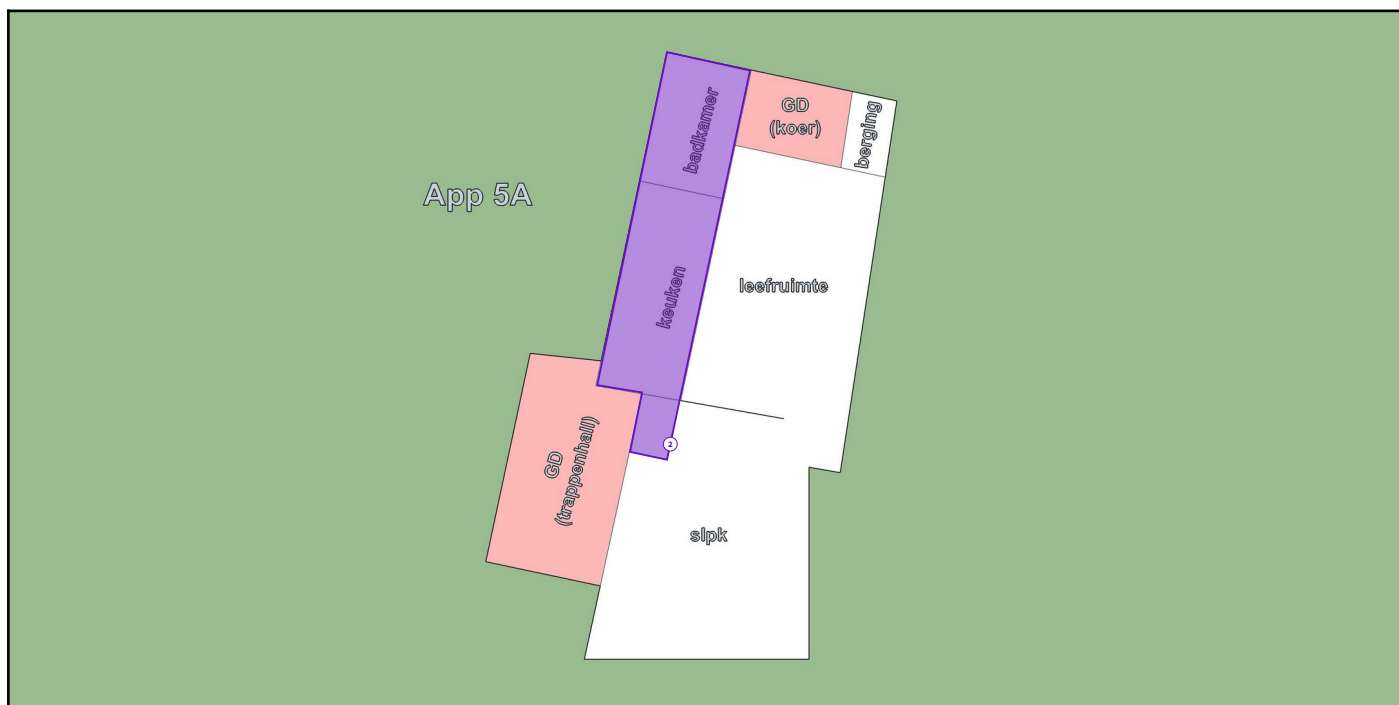 badkamer
GD
(koer)
berging
App 5A
keuken
leefruimte
GD
(trappenhall)
2
slpk